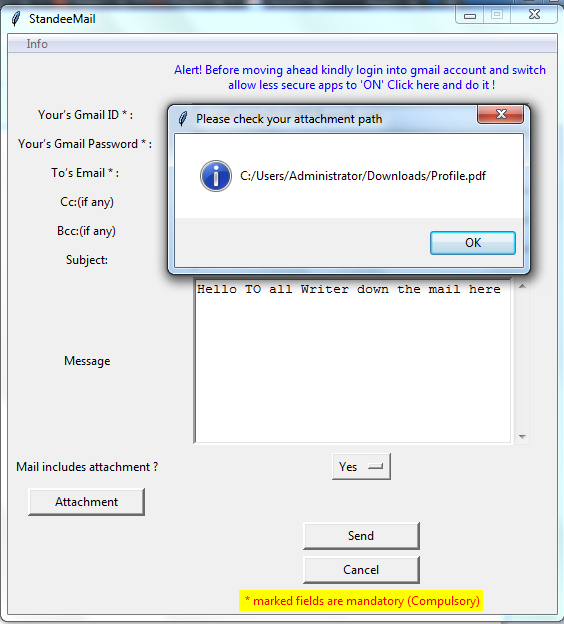 StandeeMail
Info
Alert! Before moving ahead kindly login into gmail account and switch
allow less secure apps to 'ON' Click here and do it !
Your's Gmail ID * :
Please check your attachment path
Your's Gmail Password * :
To's Email * :
C:/Users/Administrator/Downloads/Profile.pdf
Cc:(if any)
Bcc:(if any)
OK
Subject:
Hello TO all Writer down the mail here
Message
Mail includes attachment ?
Yes
Attachment
Send
Cancel
* marked fields are mandatory (Compulsory)